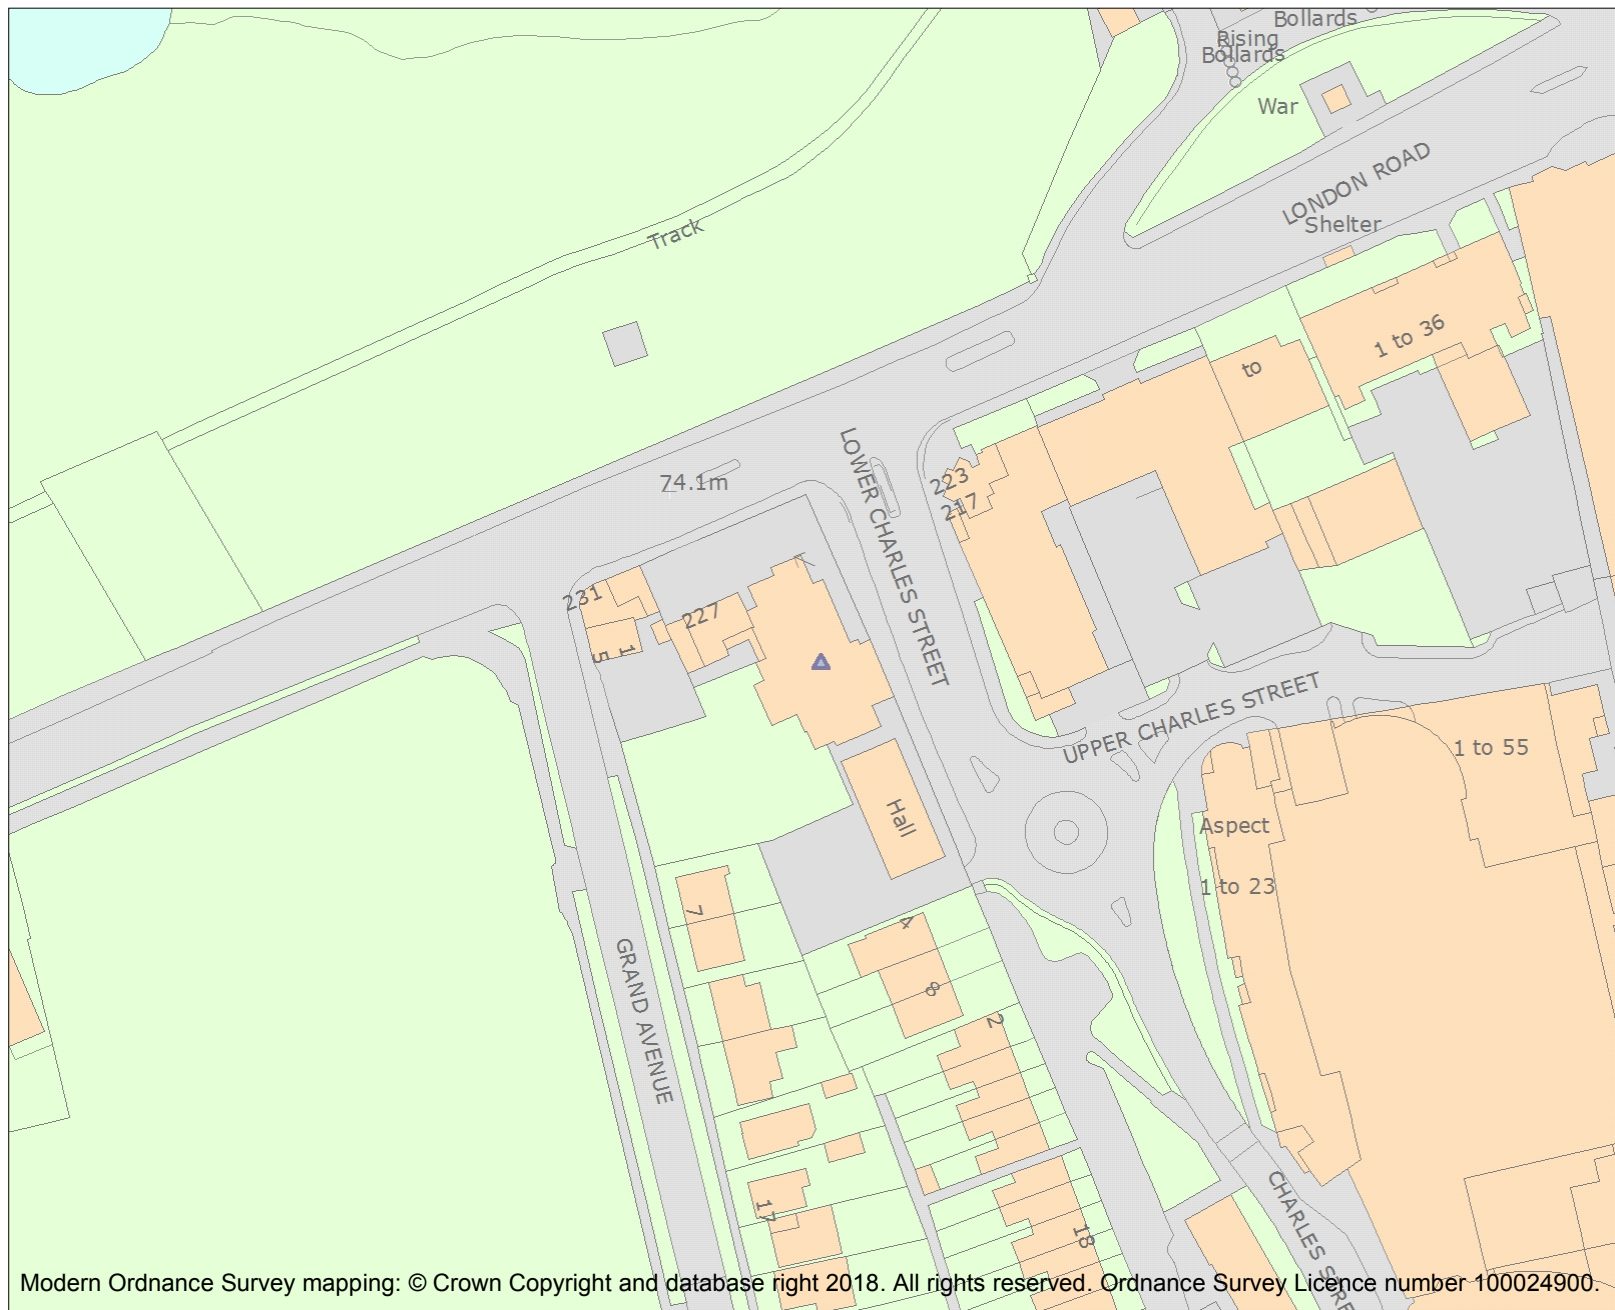 Bollards
Rising
Bollards
War
LONDON ROAD
Shelter
Track
1 to 36
to
74.1m
LOWER CHARLES STREET
223
217
231
227
1
5
UPPER CHARLES STREET
1 to 55
Hall
Aspect
1 to 23
7
4
8
GRAND AVENUE
2
17
18
CHARLES STRE
Modern Ordnance Survey mapping: © Crown Copyright and database right 2018. All rights reserved. Ordnance Survey Licence number 100024900.